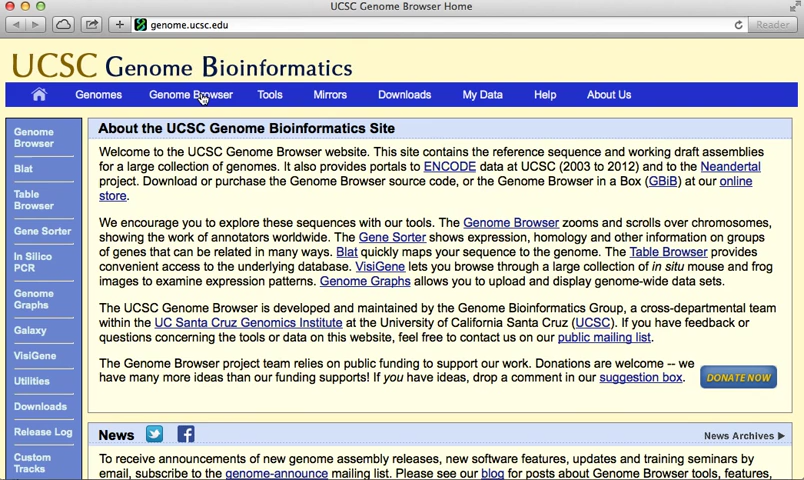 UCSC Genome Browser Home
genome.ucsc.edu
Reader
UCSC Genome Bioinformatics
Genomes Genome Browser Tools Mirrors Downloads My Data Help About Us
Genome
Browser
Blat
Table
Browser
Gene Sorter
In Silico
PCR
Genome
Graphs
Galaxy
VisiGene
Utilities
Downloads
Release Log
Custom
Tracks
About the UCSC Genome Bioinformatics Site
Welcome to the UCSC Genome Browser website. This site contains the reference sequence and working draft assemblies
for a large collection of genomes. It also provides portals to ENCODE data at UCSC (2003 to 2012) and to the Neandertal
project. Download or purchase the Genome Browser source code, or the Genome Browser in a Box (GBiB) at our online
store.
We encourage you to explore these sequences with our tools. The Genome Browser zooms and scrolls over chromosomes,
showing the work of annotators worldwide. The Gene Sorter shows expression, homology and other information on groups
of genes that can be related in many ways. Blat quickly maps your sequence to the genome. The Table Browser provides
convenient access to the underlying database. VisiGene lets you browse through a large collection of in situ mouse and frog
images to examine expression patterns. Genome Graphs allows you to upload and display genome-wide data sets.
The UCSC Genome Browser is developed and maintained by the Genome Bioinformatics Group, a cross-departmental team
within the UC Santa Cruz Genomics Institute at the University of California Santa Cruz (UCSC). If you have feedback or
questions concerning the tools or data on this website, feel free to contact us on our public mailing list.
The Genome Browser project team relies on public funding to support our work. Donations are welcome -- we
have many more ideas than our funding supports! If you have ideas, drop a comment in our suggestion box.
DONATE NOW
News
News Archives ▶
To receive announcements of new genome assembly releases, new software features, updates and training seminars by
email, subscribe to the genome-announce mailing list. Please see our blog for posts about Genome Browser tools, features,